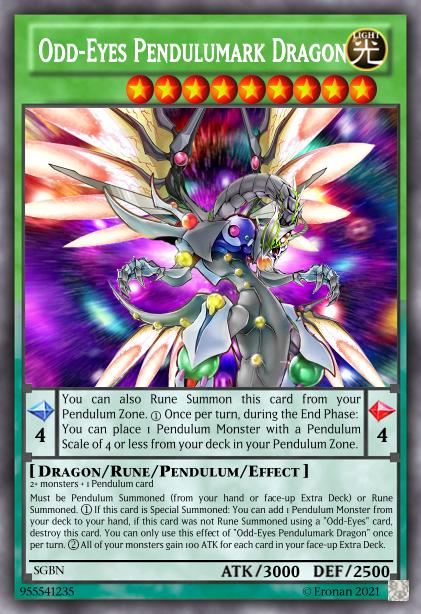 ODD-EYES PENDULUMARK DRAGON
LIGHT
光
You can also Rune Summon this card from your
Pendulum Zone. ① Once per turn, during the End Phase:
You can place 1 Pendulum Monster with a Pendulum
Scale of 4 or less from your deck in your Pendulum Zone.
4
4
[ DRAGON/RUNE/PENDULUM/EFFECT ]
2+ monsters + 1 Pendulum card
Must be Pendulum Summoned (from your hand or face-up Extra Deck) or Rune
Summoned. ① If this card is Special Summoned: You can add 1 Pendulum Monster from
your deck to your hand, if this card was not Rune Summoned using a "Odd-Eyes" card,
destroy this card. You can only use this effect of "Odd-Eyes Pendulumark Dragon" once
per turn. ② All of your monsters gain 100 ATK for each card in your face-up Extra Deck.
SGBN
ATK/3000 DEF/2500
955541235
© Eronan 2021